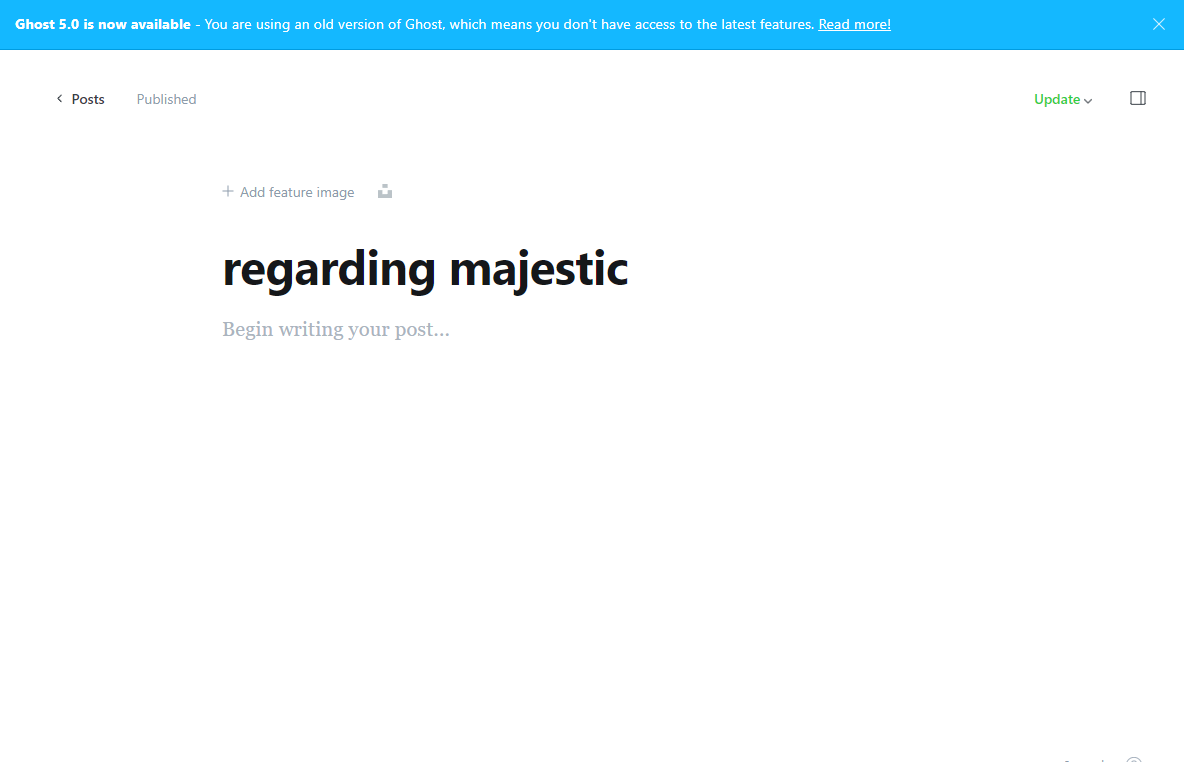 Ghost 5.0 is now available - You are using an old version of Ghost, which means you don't have access to the latest features. Read more!
Posts Published Update
Add feature image
regarding majestic
Begin writing your post...